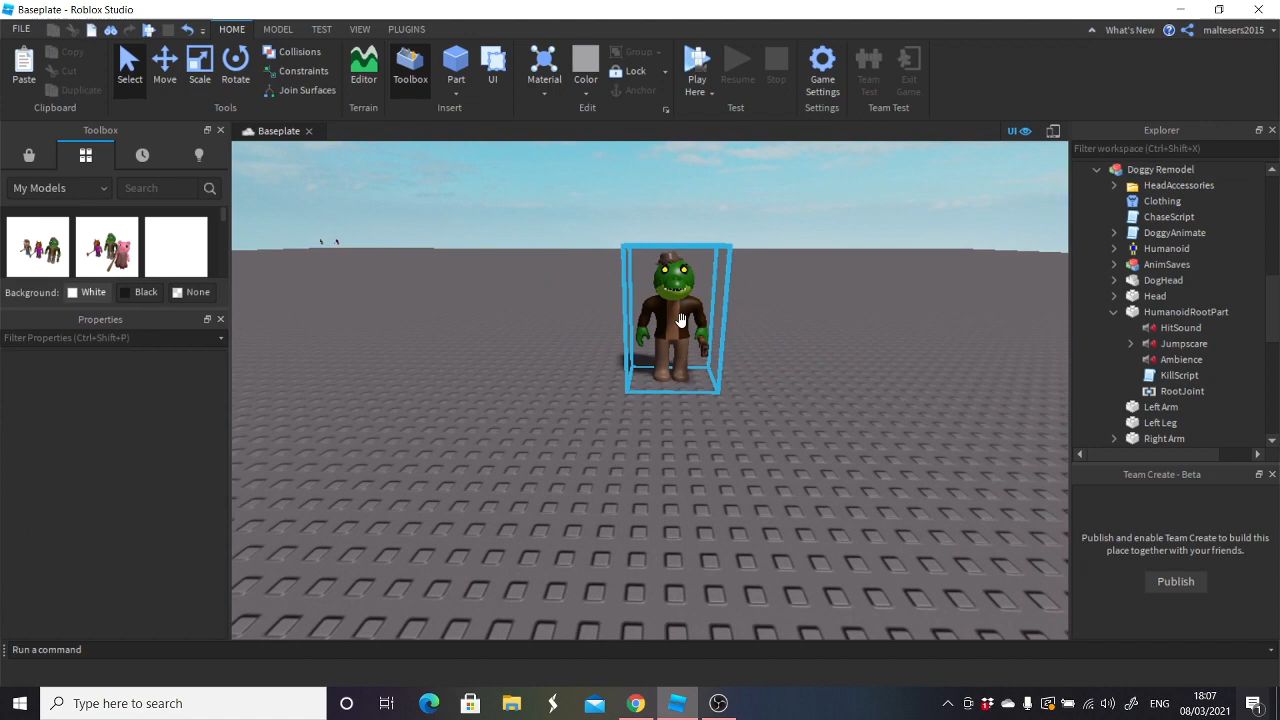 Baseplate - Roblox Studio
FILE
HOME
MODEL
TEST
VIEW
PLUGINS
What's New
maltesers2015
Paste
Copy
Cut
Duplicate
Clipboard
Select
Move
Scale
Rotate
Collisions
Constraints
Join Surfaces
Tools
Editor
Terrain
Toolbox
Part
UI
Insert
Material
Color
Group
Lock
Anchor
Edit
Play
Here
Resume
Stop
Test
Game
Settings
Settings
Team
Test
Exit
Game
Team Test
Toolbox
My Models
Search
Background:
White
Black
None
Properties
Filter Properties (Ctrl+Shift+P)
Baseplate
UI
Explorer
Filter workspace (Ctrl+Shift+X)
Doggy Remodel
HeadAccessories
Clothing
ChaseScript
DoggyAnimate
Humanoid
AnimSaves
DogHead
Head
HumanoidRootPart
HitSound
Jumpscare
Ambience
KillScript
RootJoint
Left Arm
Left Leg
Right Arm
Team Create - Beta
Publish and enable Team Create to build this
place together with your friends.
Publish
Run a command
Type here to search
18:07
08/03/2021